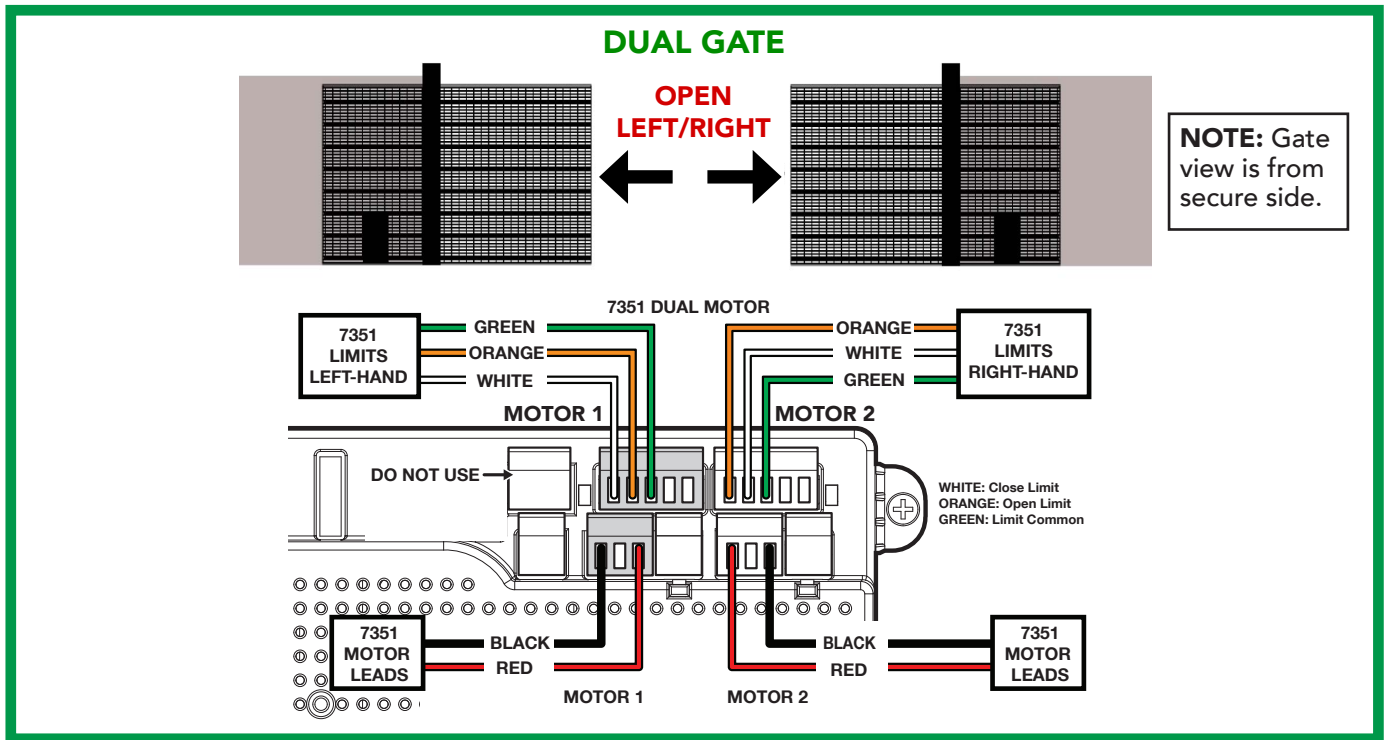 DUAL GATE
OPEN
LEFT/RIGHT
NOTE: Gate
view is from
secure side.
7351 DUAL MOTOR
7351
LIMITS
LEFT-HAND
GREEN
ORANGE
WHITE
ORANGE
WHITE
GREEN
7351
LIMITS
RIGHT-HAND
MOTOR 1
MOTOR 2
DO NOT USE
WHITE: Close Limit
ORANGE: Open Limit
GREEN: Limit Common
7351
MOTOR
LEADS
BLACK
RED
BLACK
RED
7351
MOTOR
LEADS
MOTOR 1
MOTOR 2